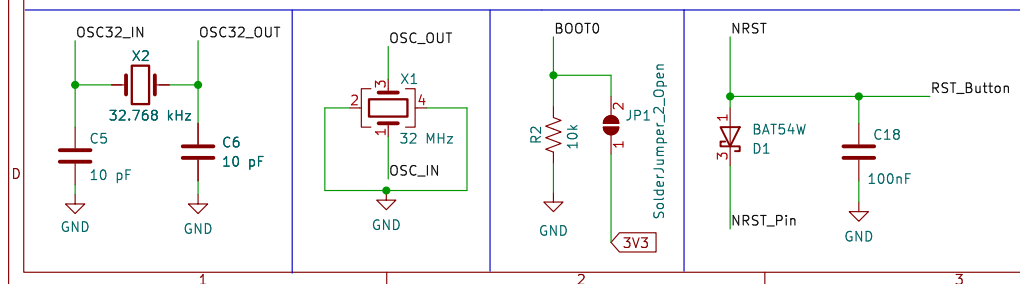 OSC32_IN
OSC32_OUT
X2
32.768 kHz
C5
10 pF
C6
10 pF
GND
GND
OSC_OUT
X1
3
2
4
1
32 MHz
OSC_IN
GND
BOOT0
R2
10k
JP1
2
1
SolderJumper_2_Open
GND
3V3
NRST
RST_Button
1
BAT54W
3
D1
C18
100nF
NRST_Pin
GND
D
1
2
3